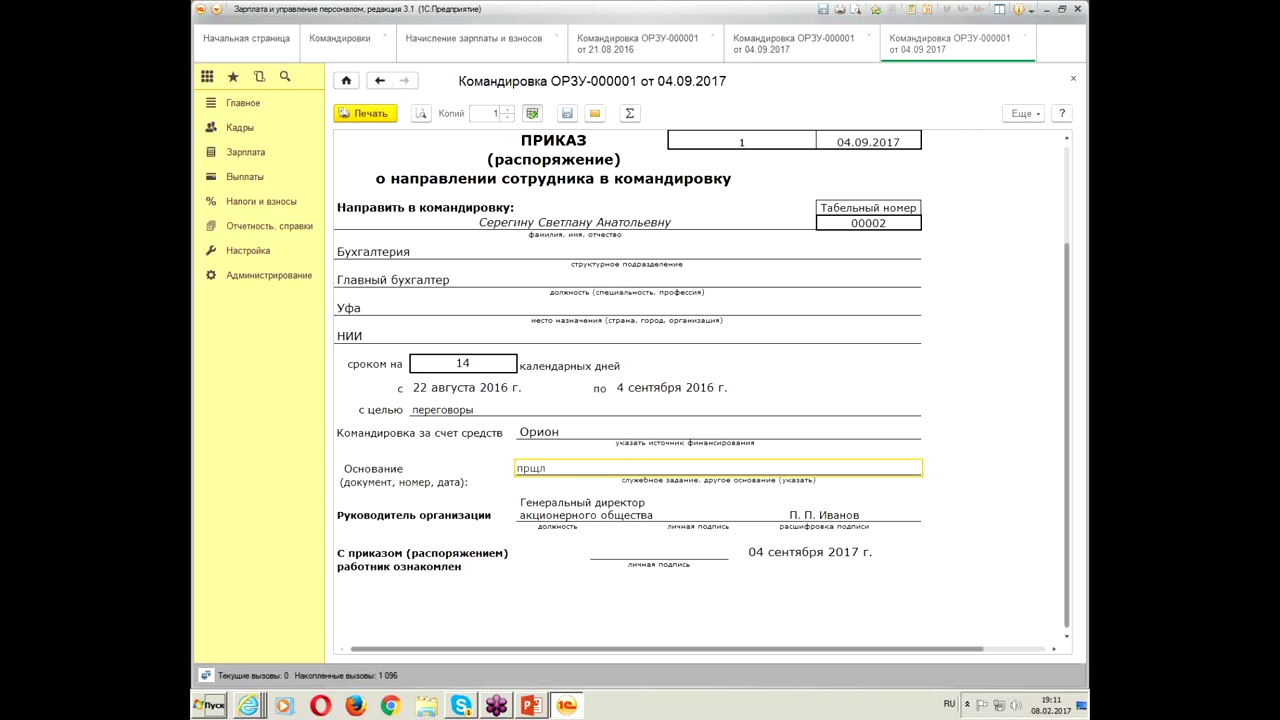 Зарплата и управление персоналом, редакция 3.1 (1С:Предприятие)
M M+ M-
Начальная страница
Командировки
Начисление зарплаты и взносов
Командировка ОРЗУ-000001 от 21.08.2016
Командировка ОРЗУ-000001 от 04.09.2017
Командировка ОРЗУ-000001 от 04.09.2017
Командировка ОРЗУ-000001 от 04.09.2017
Главное
Кадры
Зарплата
Выплаты
Налоги и взносы
Отчетность, справки
Настройка
Администрирование
Печать
Копий 1
Σ
Еще
?
ПРИКАЗ
1 04.09.2017
(распоряжение)
о направлении сотрудника в командировку
Направить в командировку:
Табельный номер
Серегину Светлану Анатольевну
00002
фамилия, имя, отчество
Бухгалтерия
структурное подразделение
Главный бухгалтер
должность (специальность, профессия)
Уфа
место назначения (страна, город, организация)
НИИ
сроком на 14 календарных дней
с 22 августа 2016 г. по 4 сентября 2016 г.
с целью переговоры
Командировка за счет средств Орион
указать источник финансирования
Основание прщл
(документ, номер, дата):
служебное задание, другое основание (указать)
Генеральный директор
Руководитель организации акционерного общества П. П. Иванов
должность личная подпись расшифровка подписи
С приказом (распоряжением) 04 сентября 2017 г.
работник ознакомлен
личная подпись
Текущие вызовы: 0 Накопленные вызовы: 1 096
Пуск
RU
19:11
08.02.2017